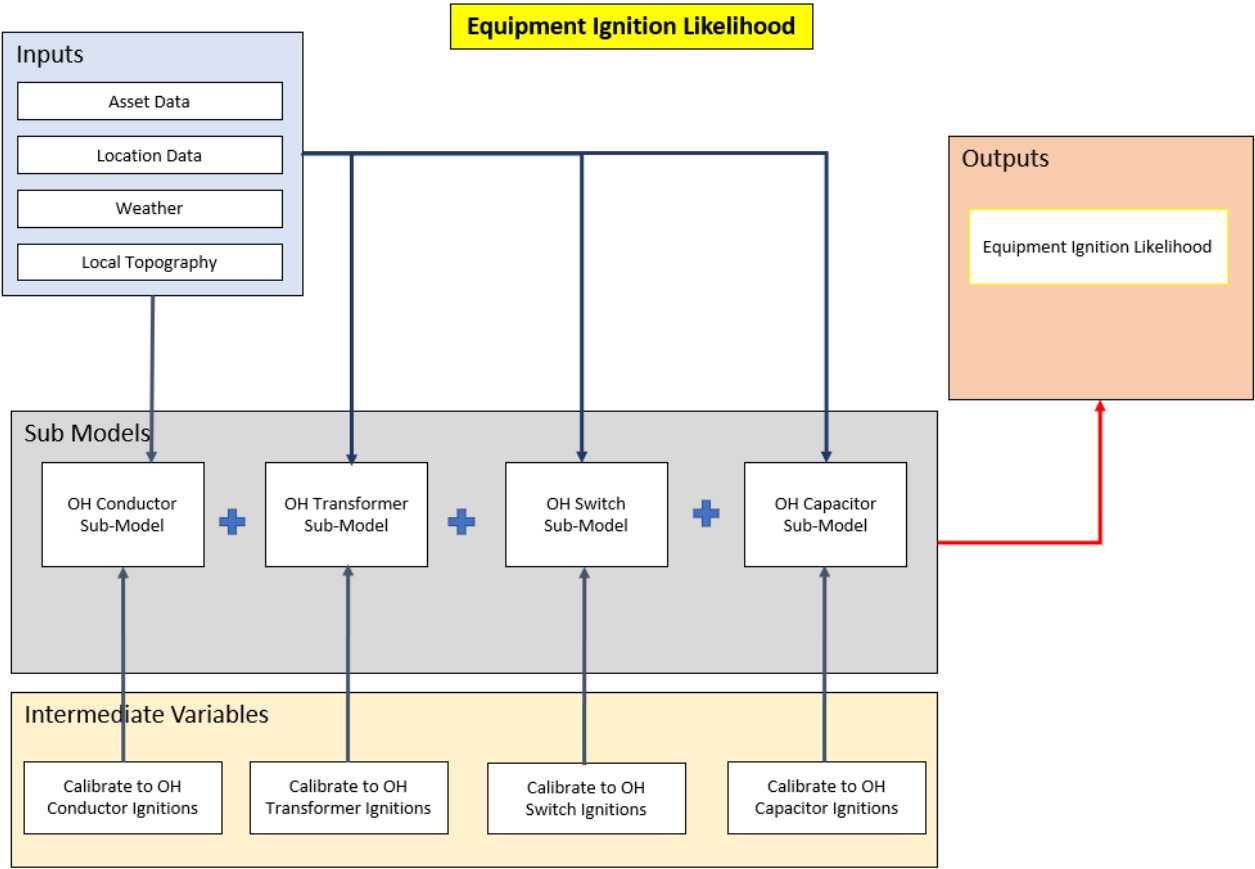 Equipment Ignition Likelihood
Inputs
Asset Data
Location Data
Weather
Local Topography
Outputs
Equipment Ignition Likelihood
Sub Models
OH Conductor
Sub-Model
OH Transformer
Sub-Model
OH Switch
Sub-Model
OH Capacitor
Sub-Model
Intermediate Variables
Calibrate to OH
Conductor Ignitions
Calibrate to OH
Transformer Ignitions
Calibrate to OH
Switch Ignitions
Calibrate to OH
Capacitor Ignitions